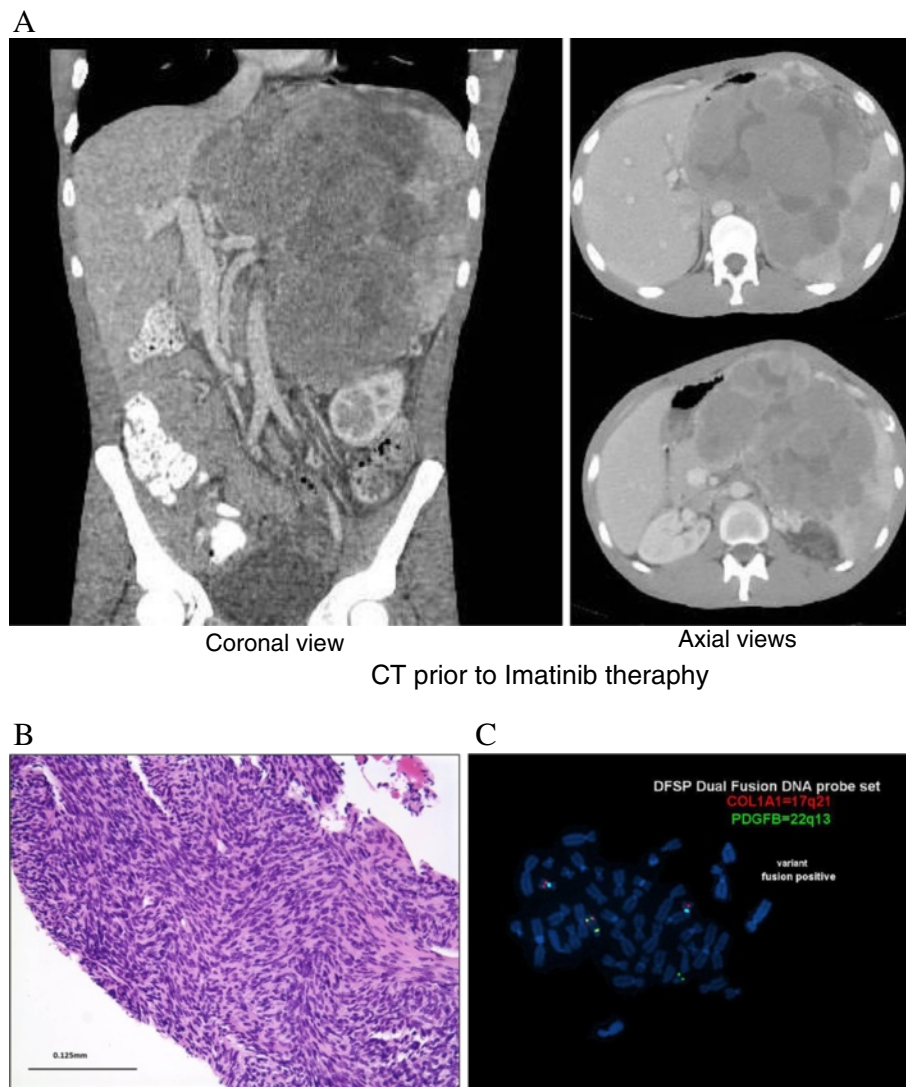 A
Coronal view
Axial views
CT prior to Imatinib theraphy
B
C
0.125mm
DFSP Dual Fusion DNA probe set
COL1A1=17q21
PDGFB=22q13
variant
fusion positive